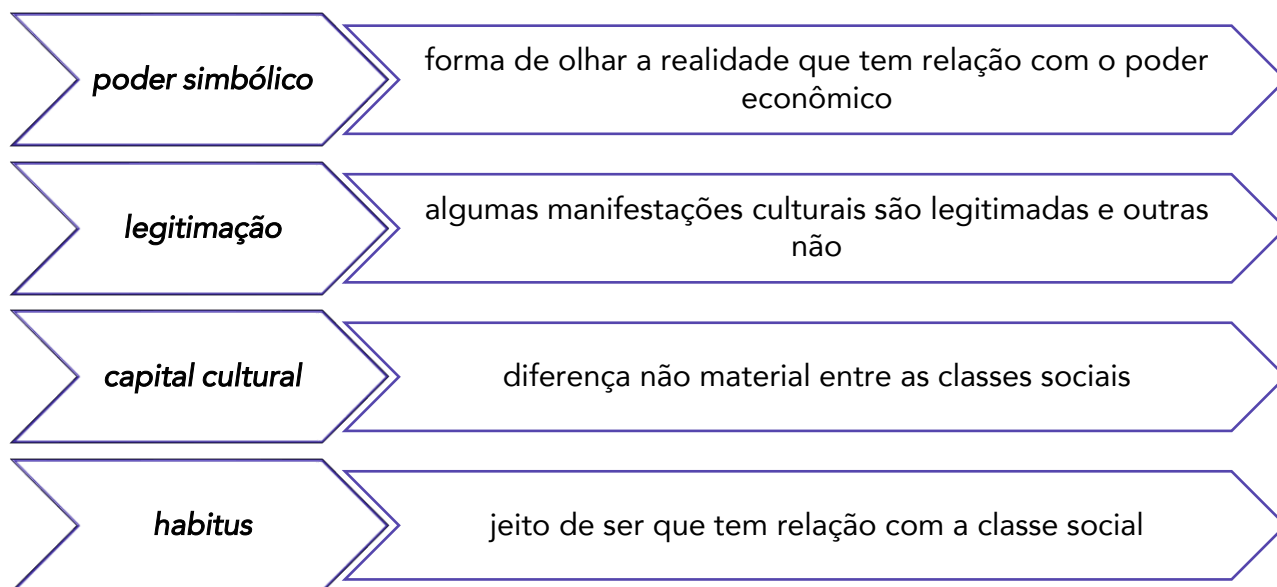 poder simbólico
forma de olhar a realidade que tem relação com o poder
econômico
legitimação
algumas manifestações culturais são legitimadas e outras
não
capital cultural
diferença não material entre as classes sociais
habitus
jeito de ser que tem relação com a classe social